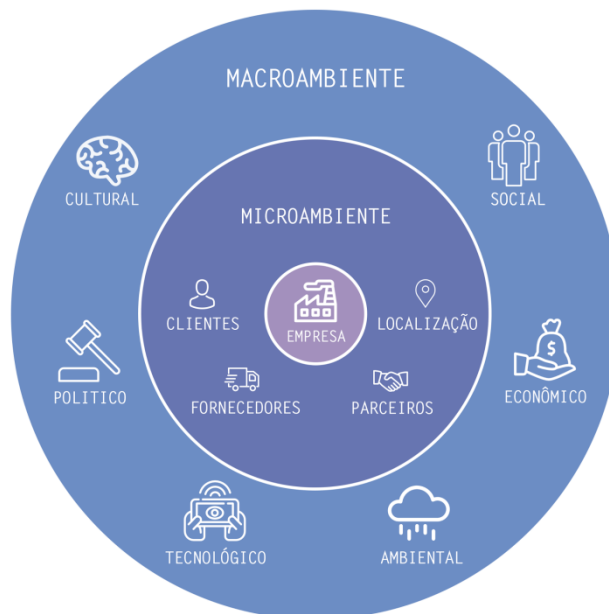 MACROAMBIENTE
CULTURAL
SOCIAL
MICROAMBIENTE
CLIENTES
EMPRESA
LOCALIZAÇÃO
POLITICO
FORNECEDORES
PARCEIROS
$
ECONÔMICO
TECNOLÓGICO
AMBIENTAL